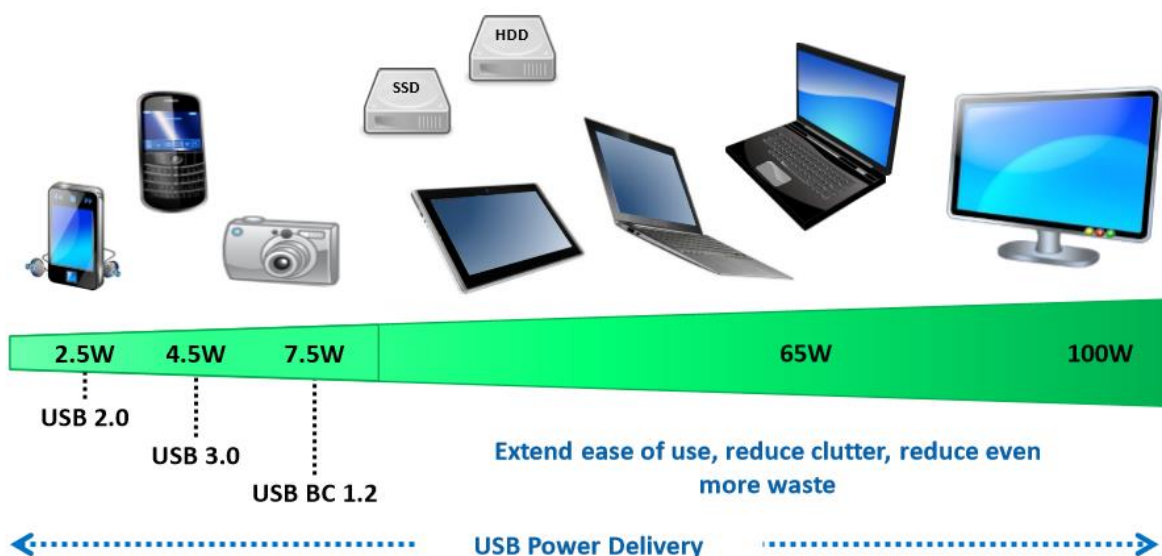 HDD
SSD
2.5W
4.5W
7.5W
65W
100W
USB 2.0
USB 3.0
USB BC 1.2
Extend ease of use, reduce clutter, reduce even
more waste
USB Power Delivery